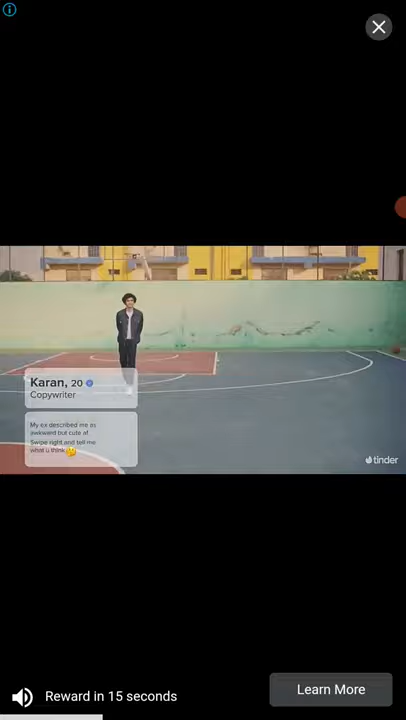 Karan, 20
Copywriter
My ex described me as
awkward but cute af.
Swipe right and tell me
what u think🤔
tinder
Reward in 15 seconds
Learn More